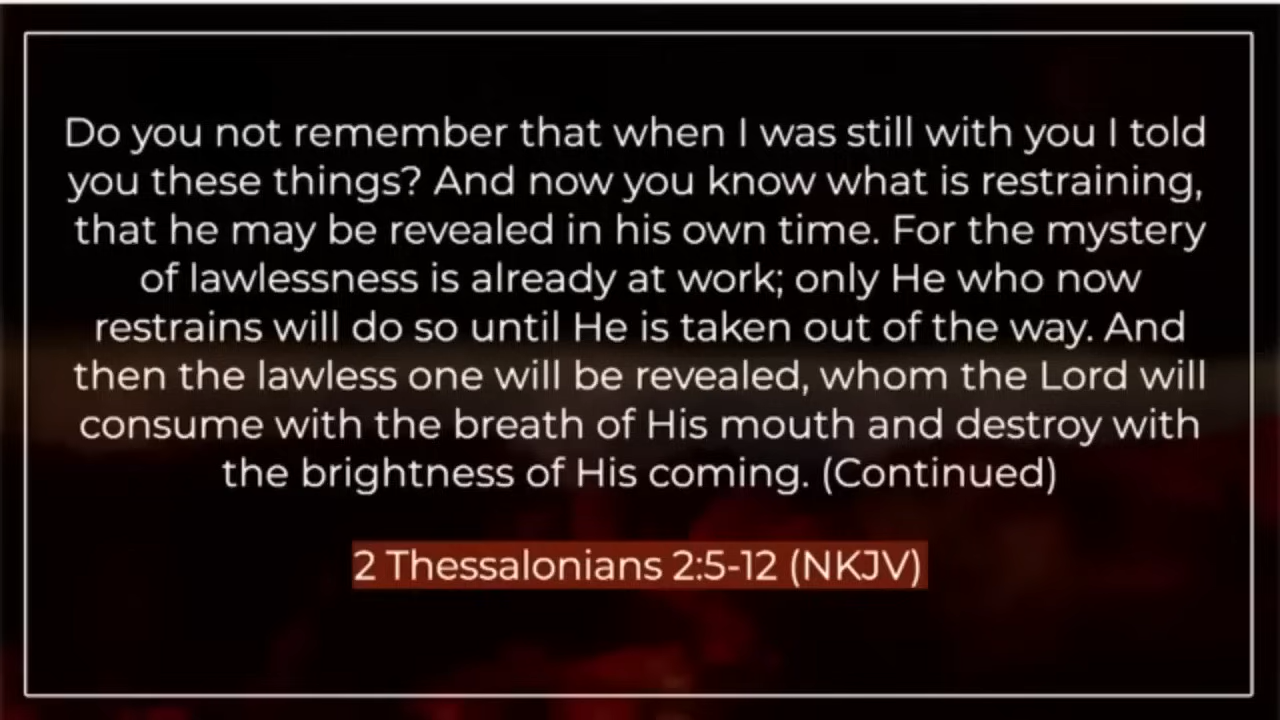 Do you not remember that when I was still with you I told
you these things? And now you know what is restraining,
that he may be revealed in his own time. For the mystery
of lawlessness is already at work; only He who now
restrains will do so until He is taken out of the way. And
then the lawless one will be revealed, whom the Lord will
consume with the breath of His mouth and destroy with
the brightness of His coming. (Continued)
2 Thessalonians 2:5-12 (NKJV)